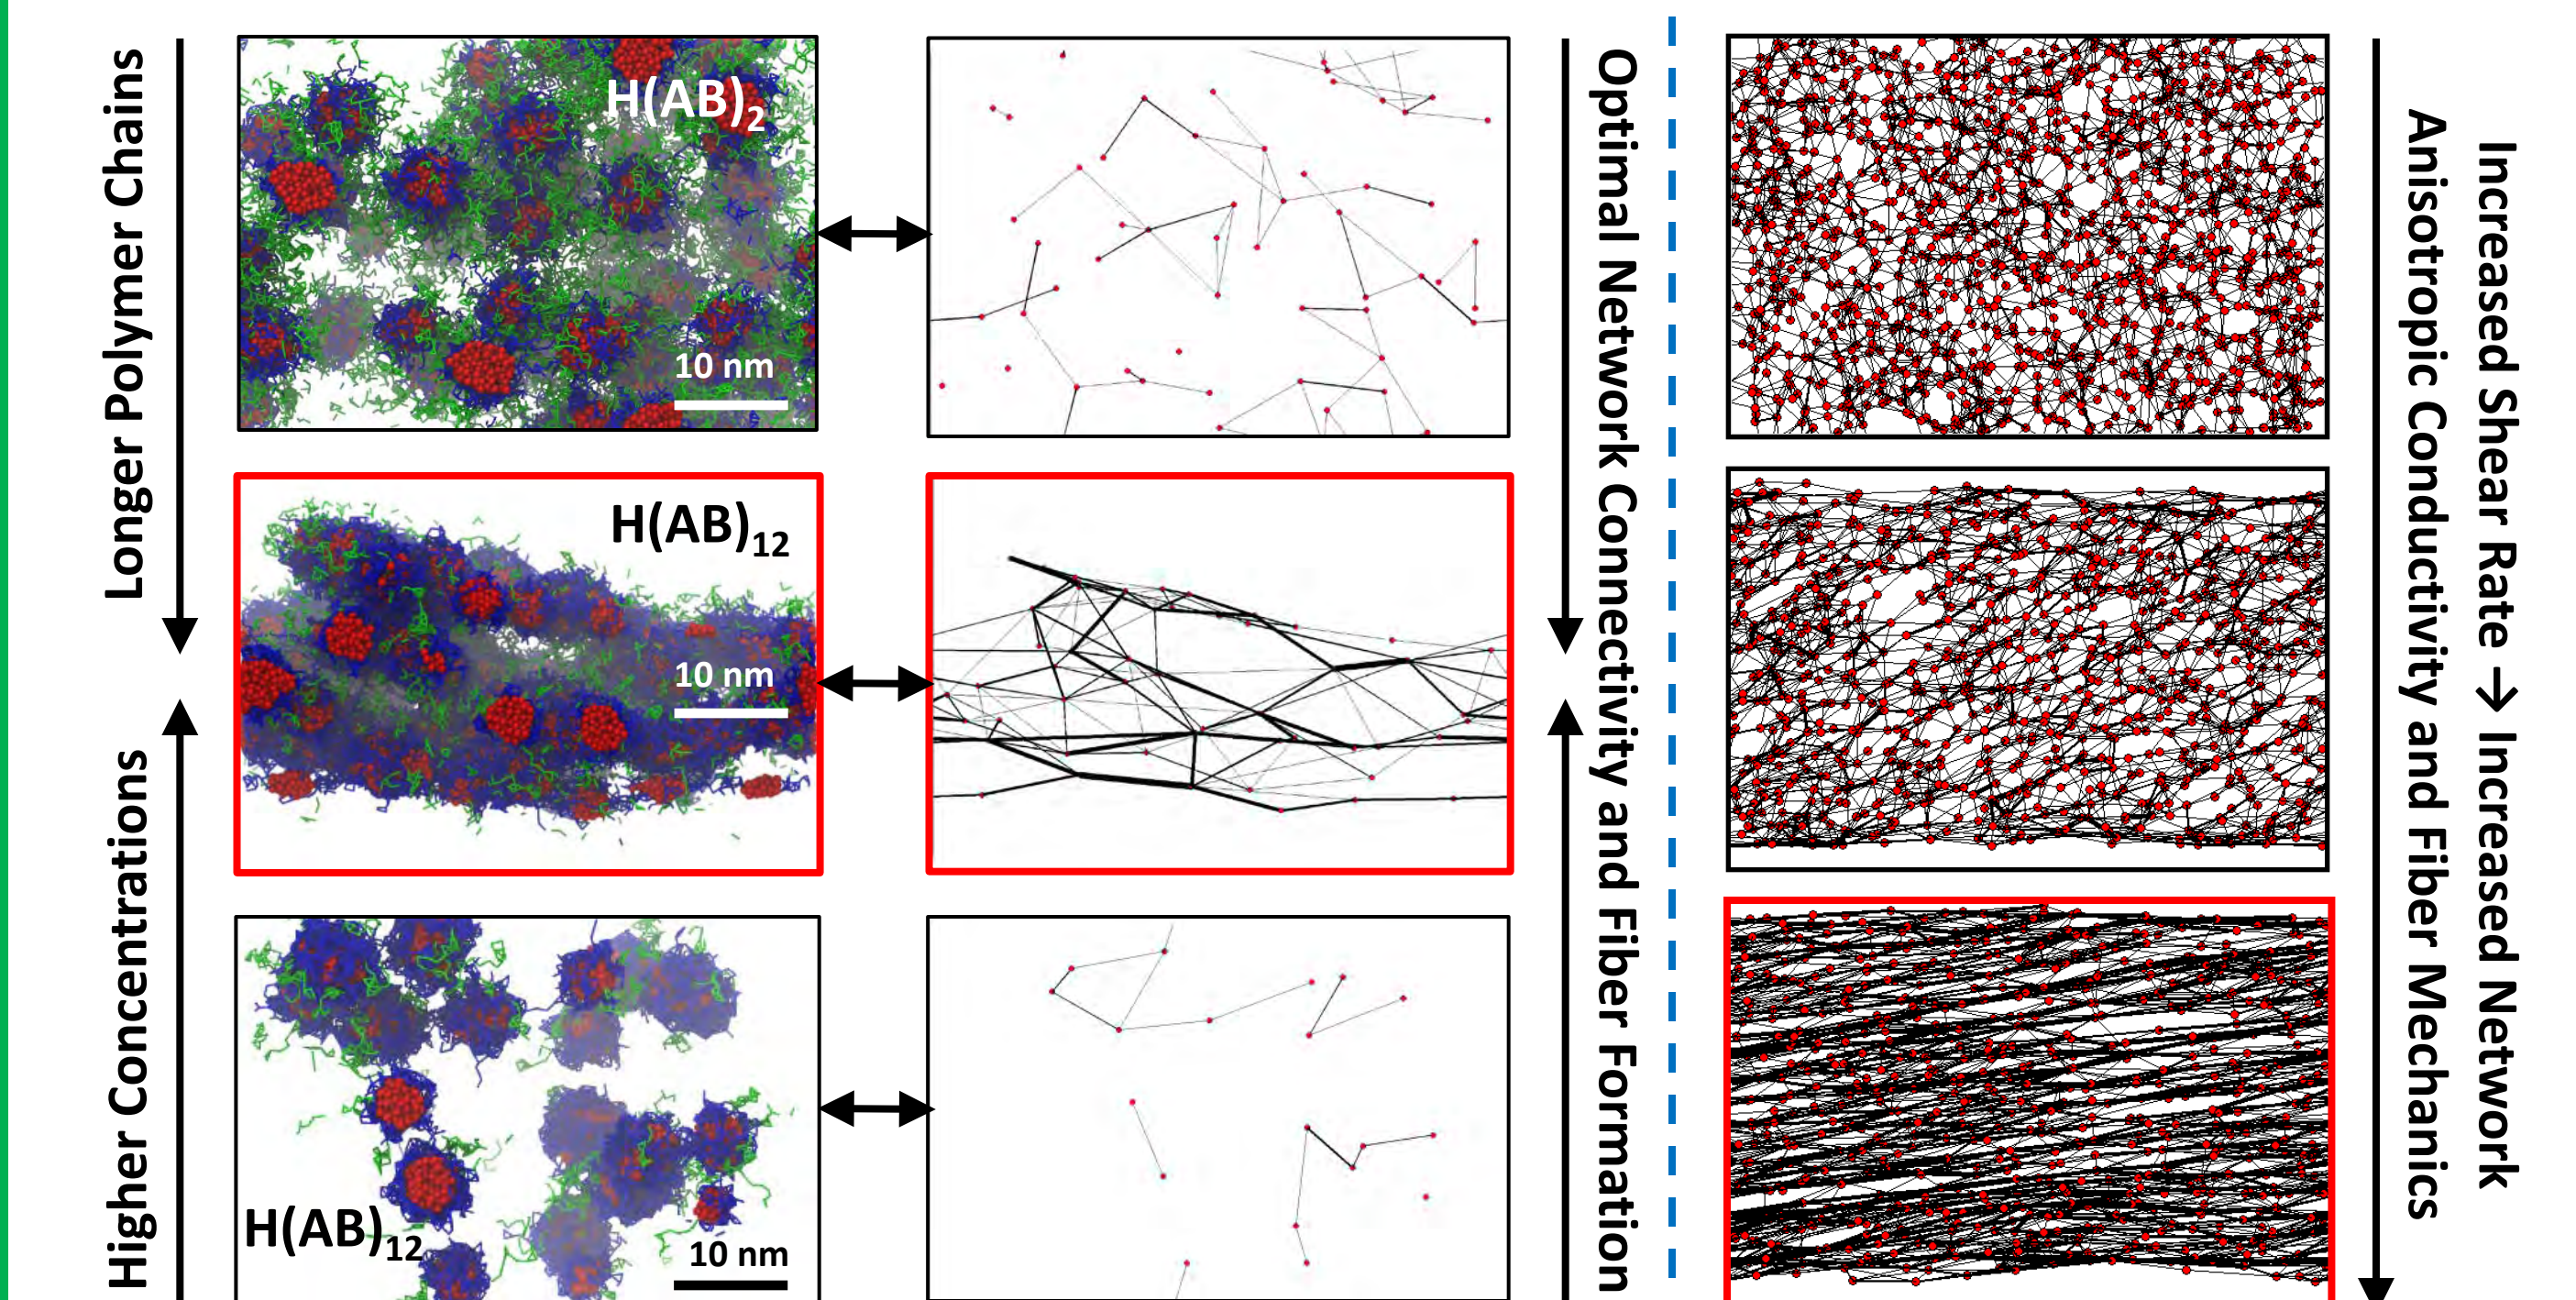 Longer Polymer Chains
Higher Concentrations
H(AB)₂
10 nm
H(AB)₁₂
10 nm
H(AB)₁₂
10 nm
Optimal Network Connectivity and Fiber Formation
Increased Shear Rate → Increased Network
Anisotropic Conductivity and Fiber Mechanics